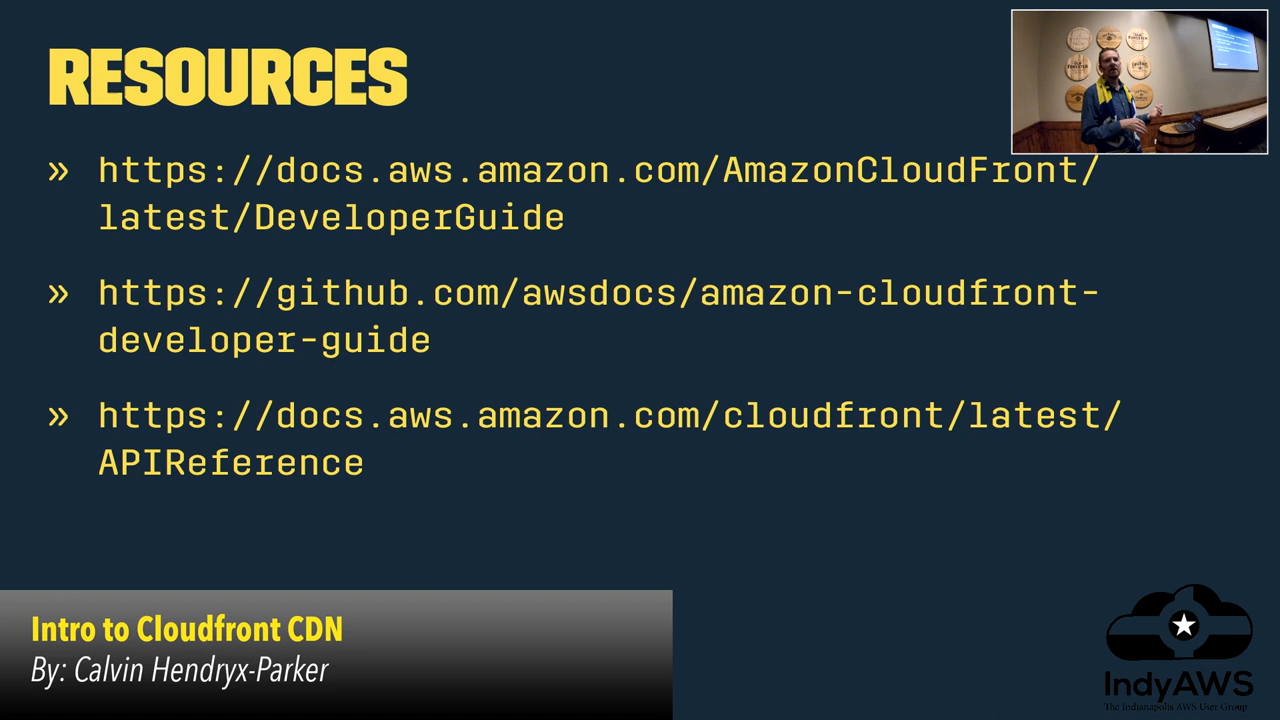 RESOURCES
» https://docs.aws.amazon.com/AmazonCloudFront/
latest/DeveloperGuide
» https://github.com/awsdocs/amazon-cloudfront-
developer-guide
» https://docs.aws.amazon.com/cloudfront/latest/
APIReference
Intro to Cloudfront CDN
By: Calvin Hendryx-Parker
IndyAWS
The Indianapolis AWS User Group